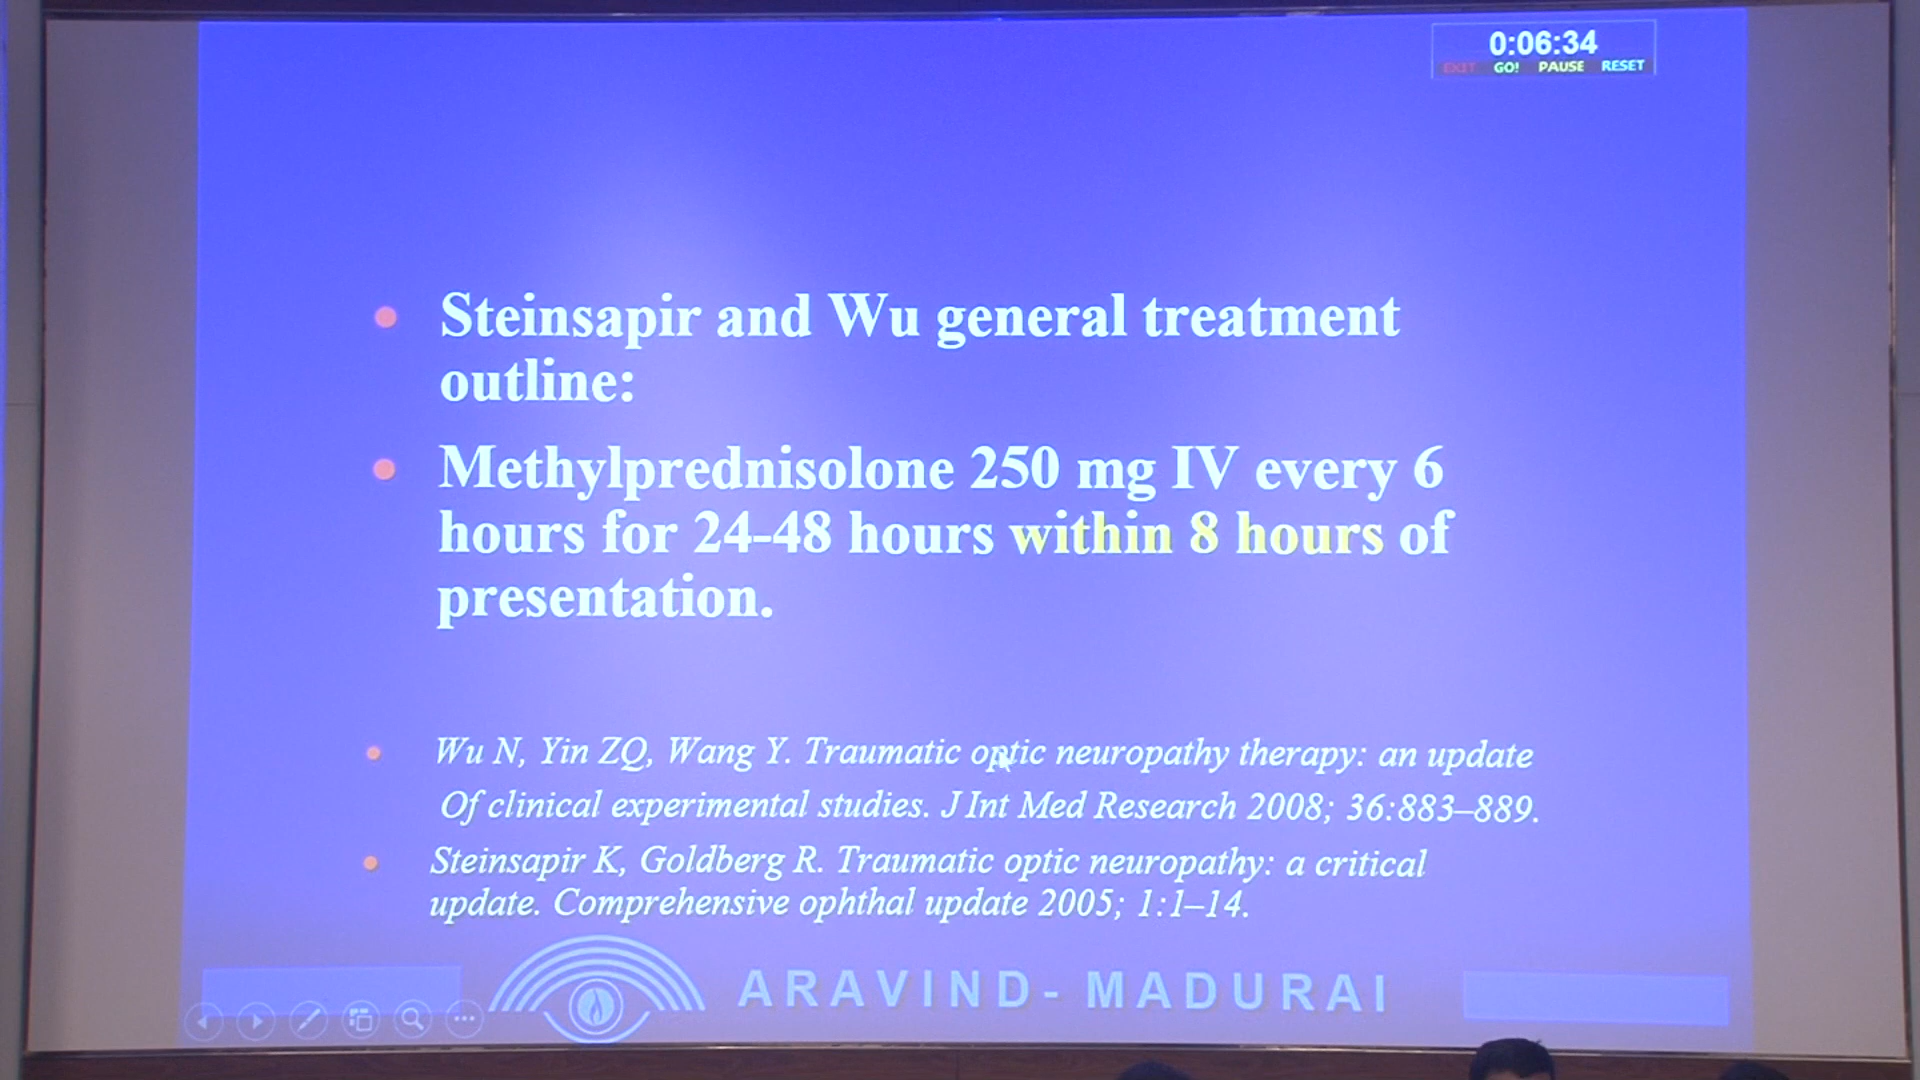 0:06:34
EXIT GO! PAUSE RESET
Steinsapir and Wu general treatment
outline:
Methylprednisolone 250 mg IV every 6
hours for 24-48 hours within 8 hours of
presentation.
Wu N, Yin ZQ, Wang Y. Traumatic optic neuropathy therapy: an update
Of clinical experimental studies. J Int Med Research 2008; 36:883–889.
Steinsapir K, Goldberg R. Traumatic optic neuropathy: a critical
update. Comprehensive ophthal update 2005; 1:1–14.
ARAVIND- MADURAI